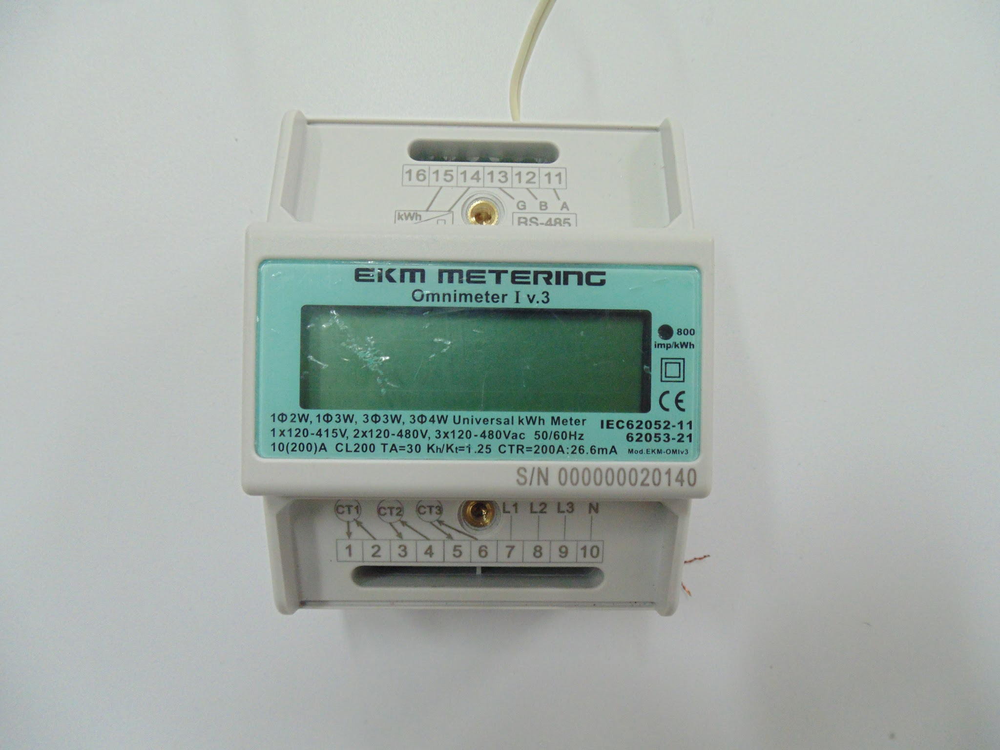 16 15 14 13 12 11
G B A
kWh
RS-485
EKM METERING
Omnimeter I v.3
800
imp/kWh
CE
1Φ2W, 1Φ3W, 3Φ3W, 3Φ4W Universal kWh Meter
1x120-415V, 2x120-480V, 3x120-480Vac 50/60Hz
10(200)A CL200 TA=30 Kh/Kt=1.25 CTR=200A:26.6mA
IEC62052-11
62053-21
Mod.EKM-OMIv3
S/N 000000020140
CT1 CT2 CT3 L1 L2 L3 N
1 2 3 4 5 6 7 8 9 10